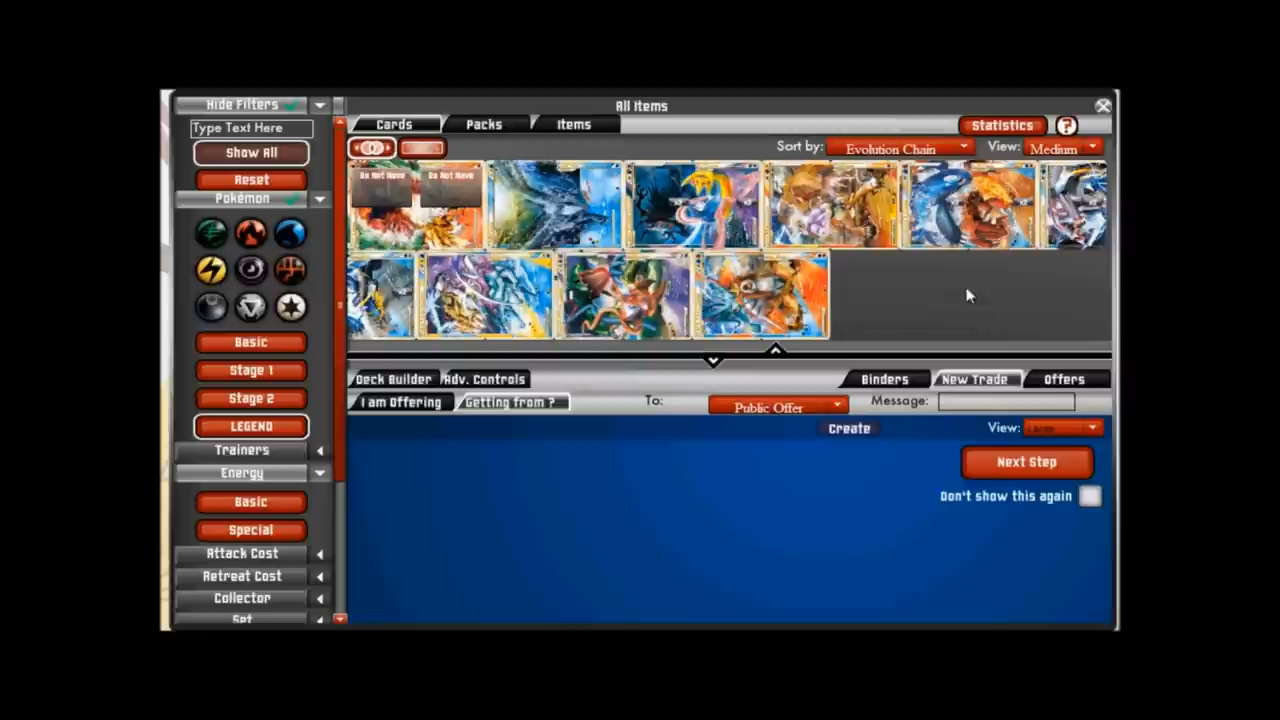 Hide Filters
Type Text Here
Show All
Reset
Pokémon
Basic
Stage 1
Stage 2
LEGEND
Trainers
Energy
Basic
Special
Attack Cost
Retreat Cost
Collector
Set
All Items
Cards Packs Items
Statistics ?
Sort by: Evolution Chain View: Medium
Do Not Have Do Not Have
Deck Builder Adv. Controls
Binders New Trade Offers
I am Offering Getting from ?
To: Public Offer Message:
Create View: Large
Next Step
Don't show this again